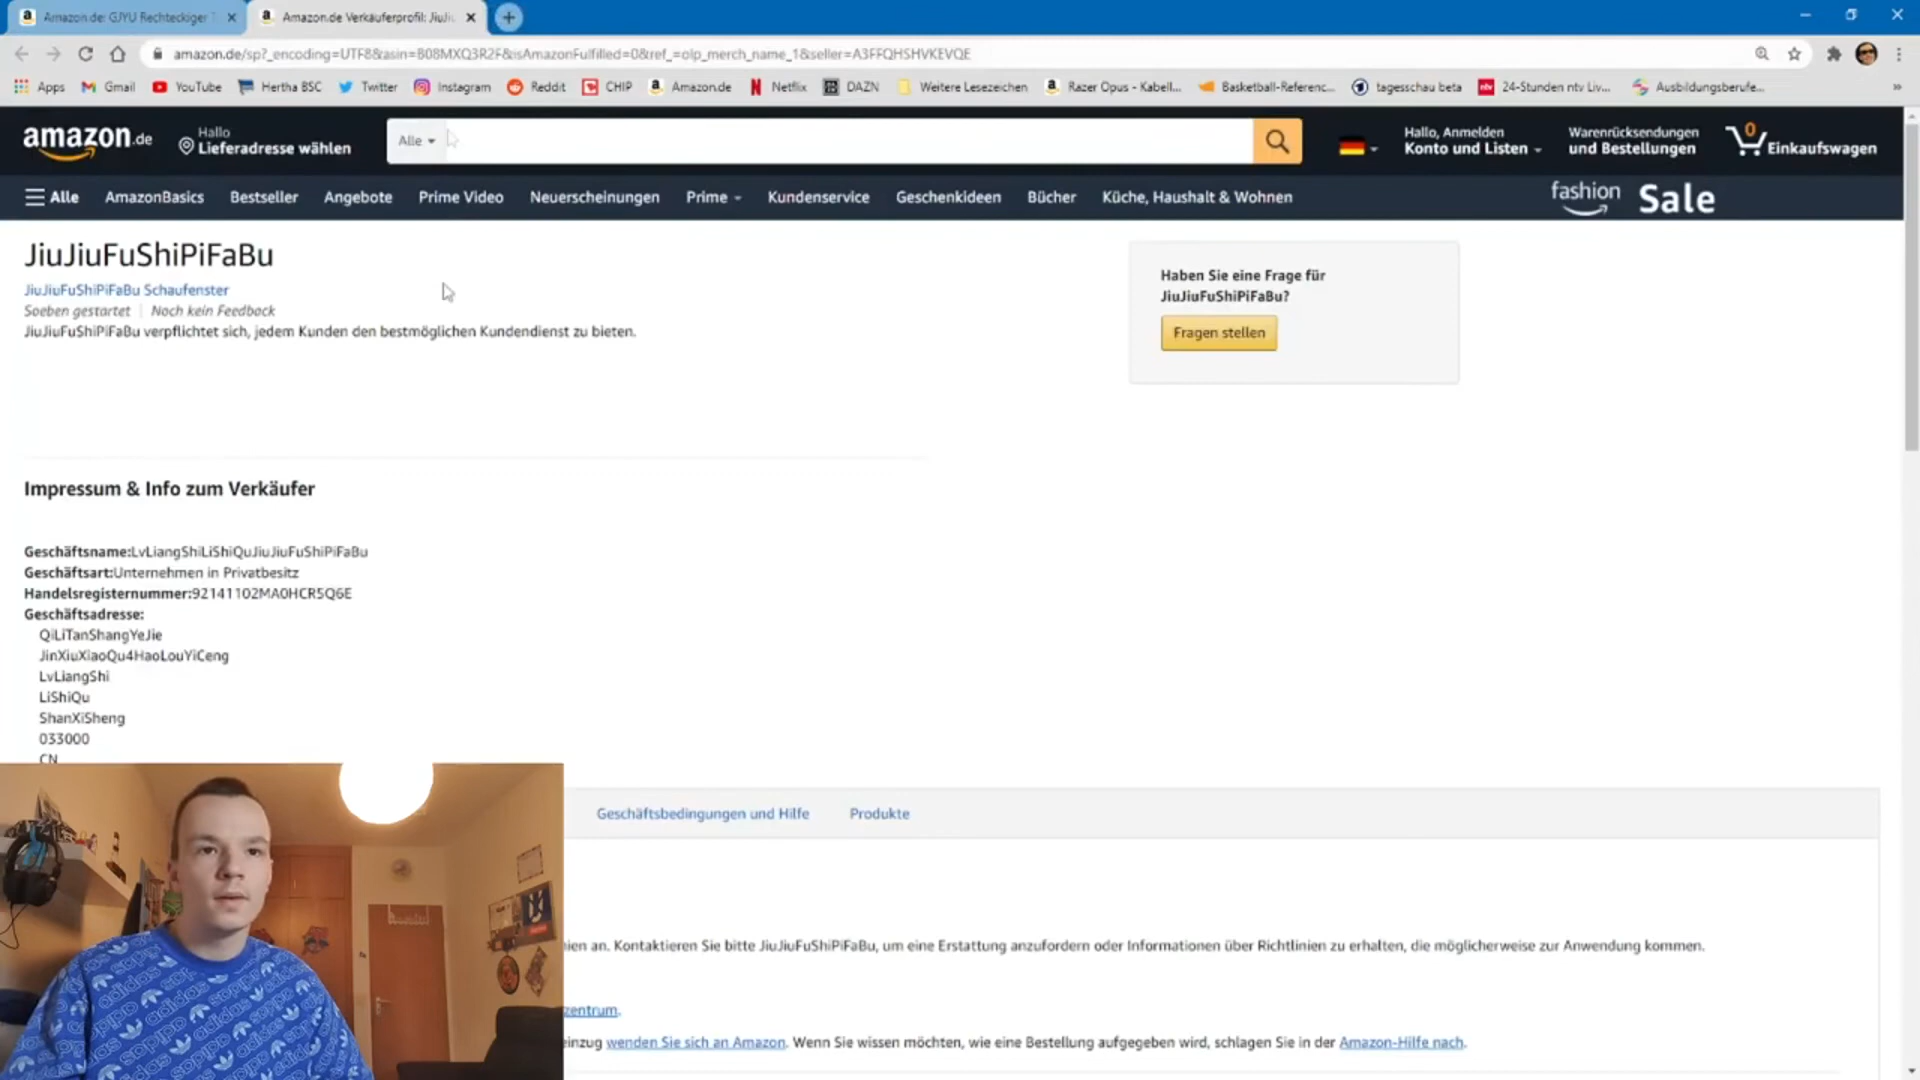 Amazon.de: GJYU Rechteckiger T
Amazon.de Verkäuferprofil: JiuJi
amazon.de/sp?_encoding=UTF8&asin=B08MXQ3R2F&isAmazonFulfilled=0&ref_=olp_merch_name_1&seller=A3FFQHSHVKEVQE
Apps Gmail YouTube Hertha BSC Twitter Instagram Reddit CHIP Amazon.de Netflix DAZN Weitere Lesezeichen Razer Opus - Kabell... Basketball-Referenc... tagesschau beta 24-Stunden ntv Liv... Ausbildungsberufe... »
amazon.de
Hallo
Lieferadresse wählen
Alle
Hallo, Anmelden
Konto und Listen
Warenrücksendungen
und Bestellungen
0
Einkaufswagen
Alle AmazonBasics Bestseller Angebote Prime Video Neuerscheinungen Prime Kundenservice Geschenkideen Bücher Küche, Haushalt & Wohnen fashion Sale
JiuJiuFuShiPiFaBu
JiuJiuFuShiPiFaBu Schaufenster
Soeben gestartet | Noch kein Feedback
JiuJiuFuShiPiFaBu verpflichtet sich, jedem Kunden den bestmöglichen Kundendienst zu bieten.
Haben Sie eine Frage für
JiuJiuFuShiPiFaBu?
Fragen stellen
Impressum & Info zum Verkäufer
Geschäftsname:LvLiangShiLiShiQuJiuJiuFuShiPiFaBu
Geschäftsart:Unternehmen in Privatbesitz
Handelsregisternummer:92141102MA0HCR5Q6E
Geschäftsadresse:
QiLiTanShangYeJie
JinXiuXiaoQu4HaoLouYiCeng
LvLiangShi
LiShiQu
ShanXiSheng
033000
CN
Geschäftsbedingungen und Hilfe Produkte
ien an. Kontaktieren Sie bitte JiuJiuFuShiPiFaBu, um eine Erstattung anzufordern oder Informationen über Richtlinien zu erhalten, die möglicherweise zur Anwendung kommen.
zentrum.
einzug wenden Sie sich an Amazon. Wenn Sie wissen möchten, wie eine Bestellung aufgegeben wird, schlagen Sie in der Amazon-Hilfe nach.
adidas